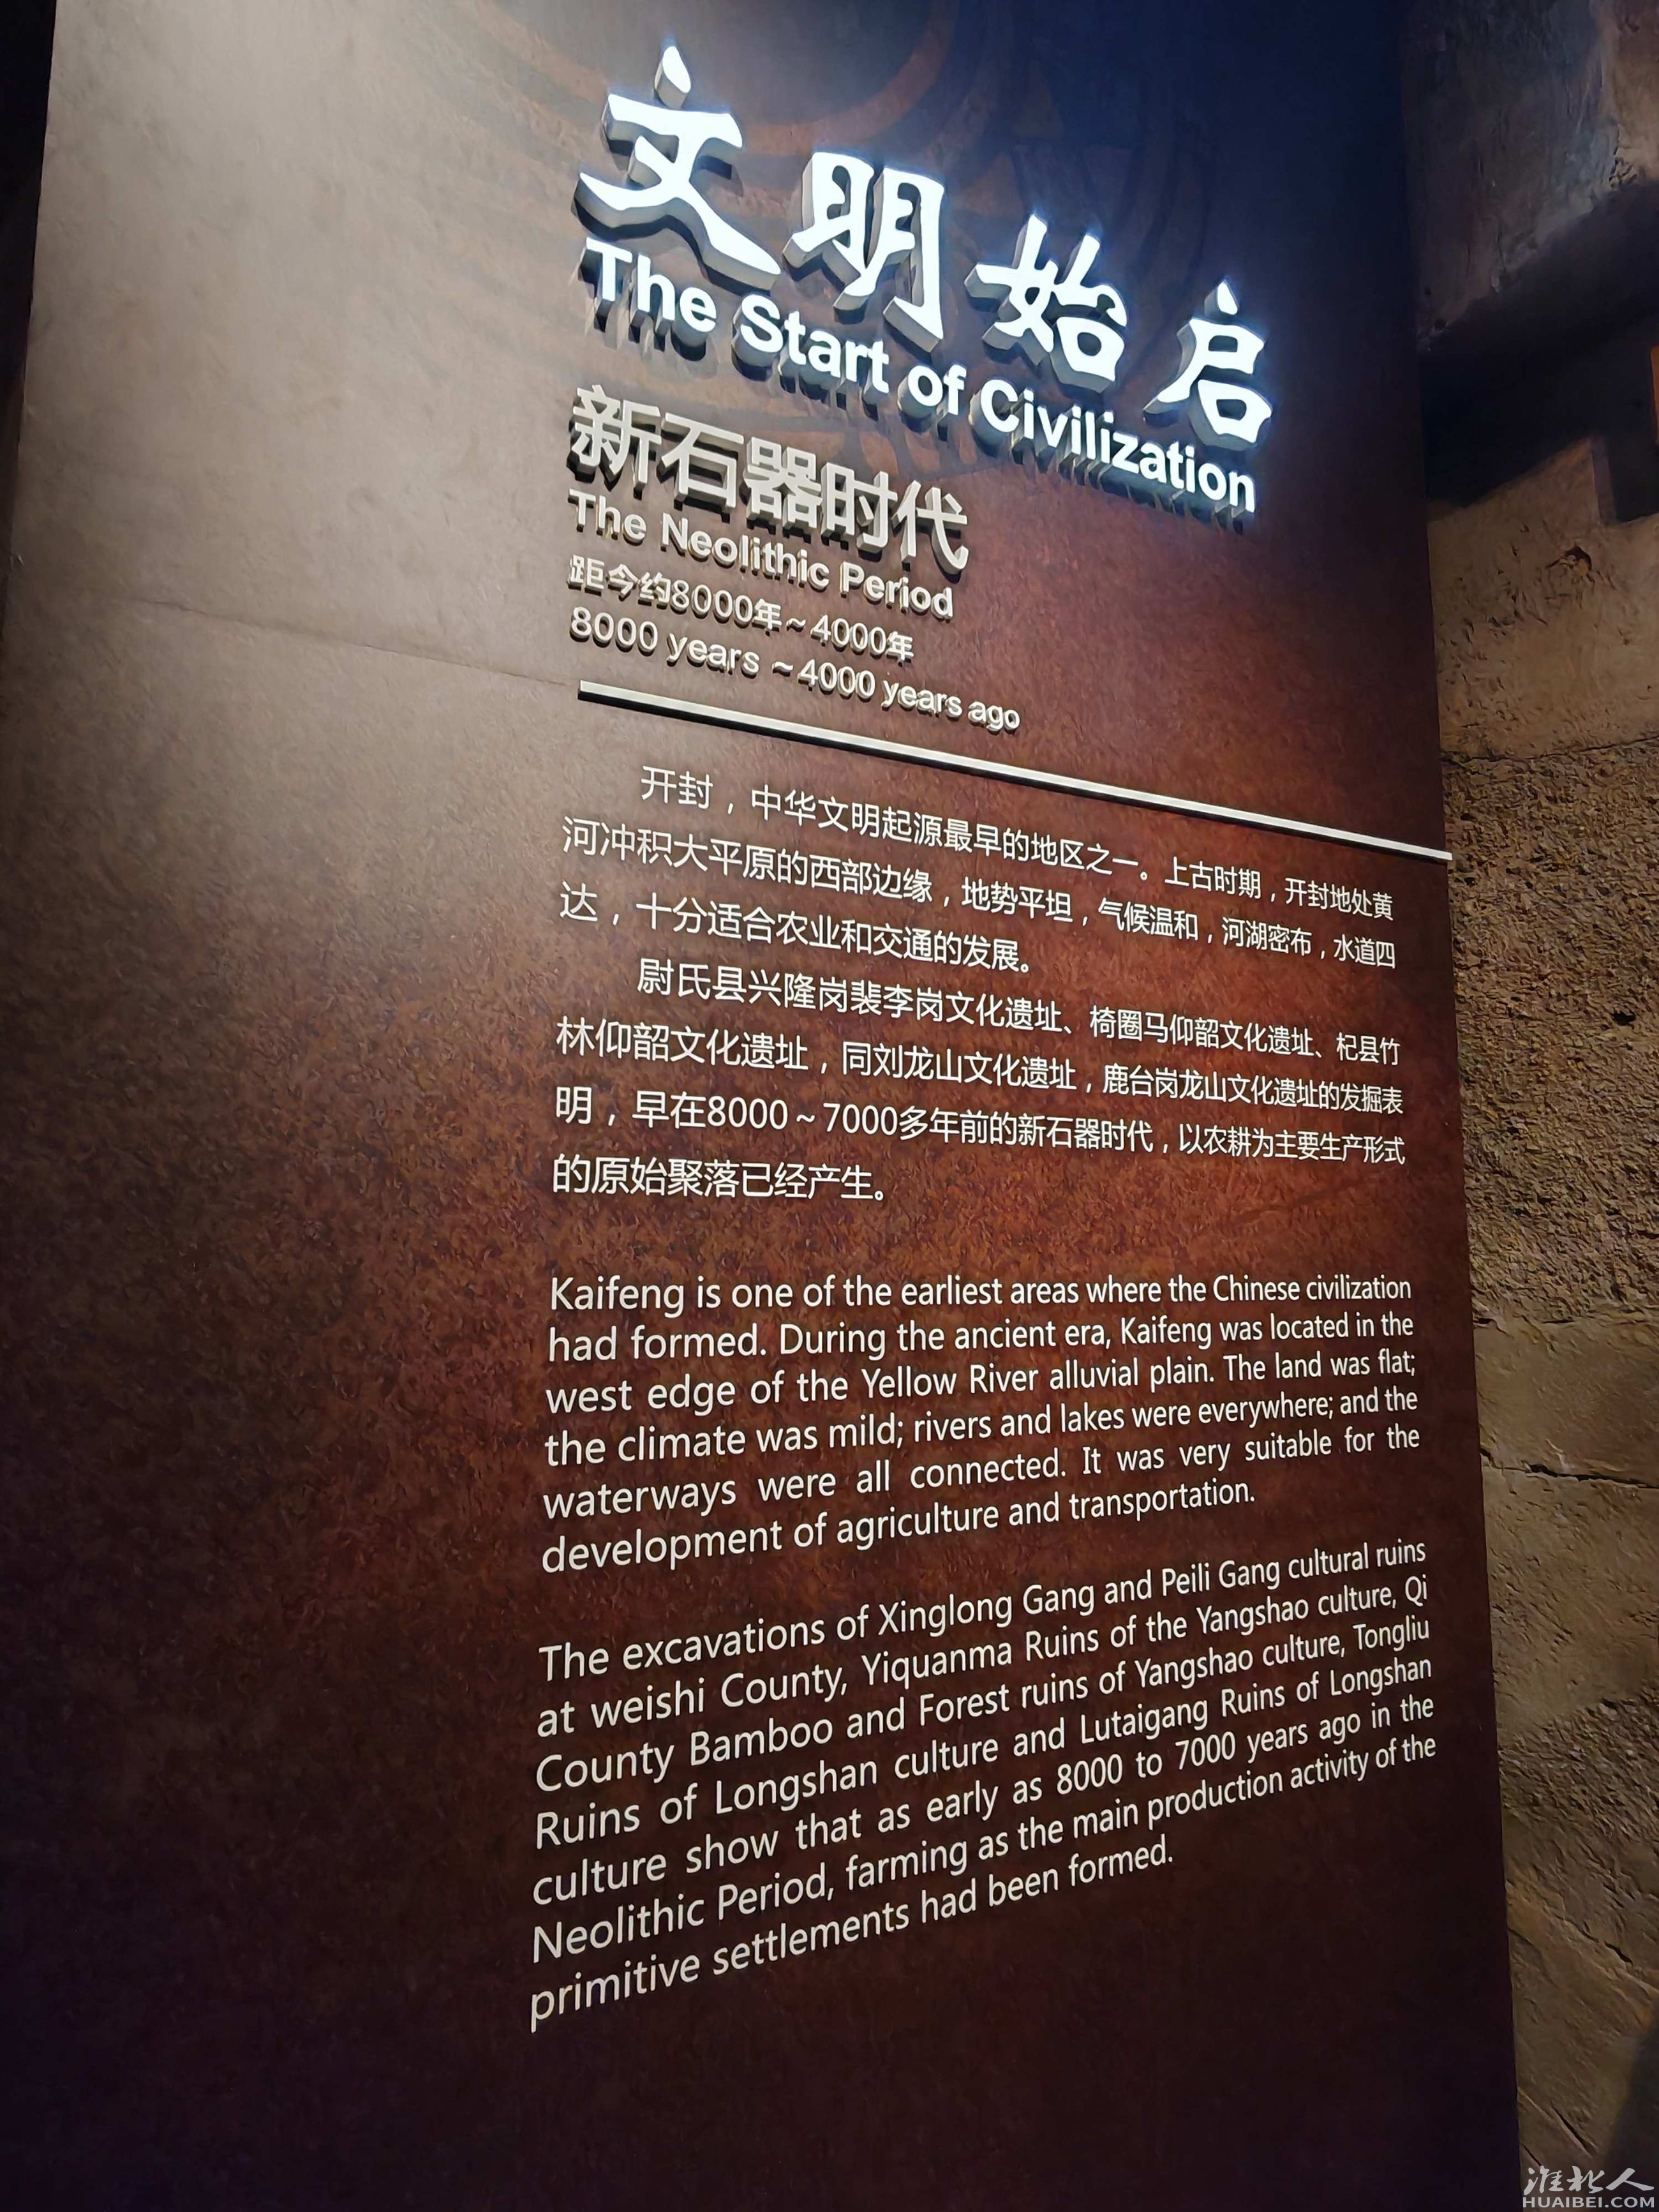 文明始启
The Start of Civilization
新石器时代
The Neolithic Period
距今约8000年~4000年
8000 years ~4000 years ago
开封，中华文明起源最早的地区之一。上古时期，开封地处黄
河冲积大平原的西部边缘，地势平坦，气候温和，河湖密布，水道四
达，十分适合农业和交通的发展。
尉氏县兴隆岗裴李岗文化遗址、椅圈马仰韶文化遗址、杞县竹
林仰韶文化遗址，同刘龙山文化遗址，鹿台岗龙山文化遗址的发掘表
明，早在8000~7000多年前的新石器时代，以农耕为主要生产形式
的原始聚落已经产生。
Kaifeng is one of the earliest areas where the Chinese civilization
had formed. During the ancient era, Kaifeng was located in the
west edge of the Yellow River alluvial plain. The land was flat;
the climate was mild; rivers and lakes were everywhere; and the
waterways were all connected. It was very suitable for the
development of agriculture and transportation.
The excavations of Xinglong Gang and Peili Gang cultural ruins
at weishi County, Yiquanma Ruins of the Yangshao culture, Qi
County Bamboo and Forest ruins of Yangshao culture, Tongliu
Ruins of Longshan culture and Lutaigang Ruins of Longshan
culture show that as early as 8000 to 7000 years ago in the
Neolithic Period, farming as the main production activity of the
primitive settlements had been formed.
淮北人
HUAIBEI.COM